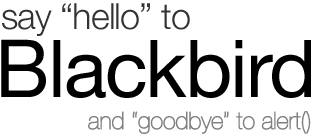 say “hello” to
Blackbird
and “goodbye” to alert()